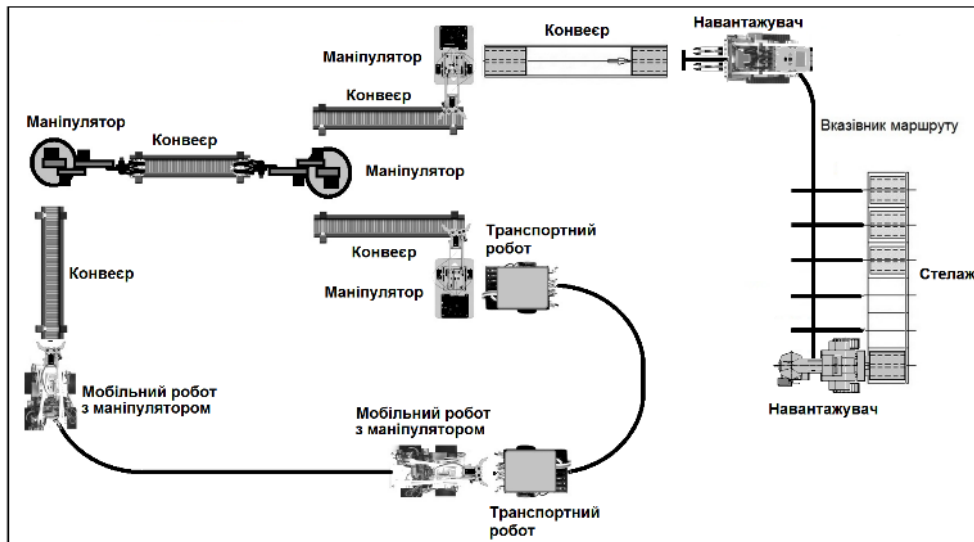 Конвеєр
Навантажувач
Маніпулятор
Конвеєр
Вказівник маршруту
Маніпулятор
Конвеєр
Маніпулятор
Конвеєр
Транспортний
робот
Конвеєр
Стелаж
Маніпулятор
Мобільний робот
з маніпулятором
Мобільний робот
з маніпулятором
Навантажувач
Транспортний
робот